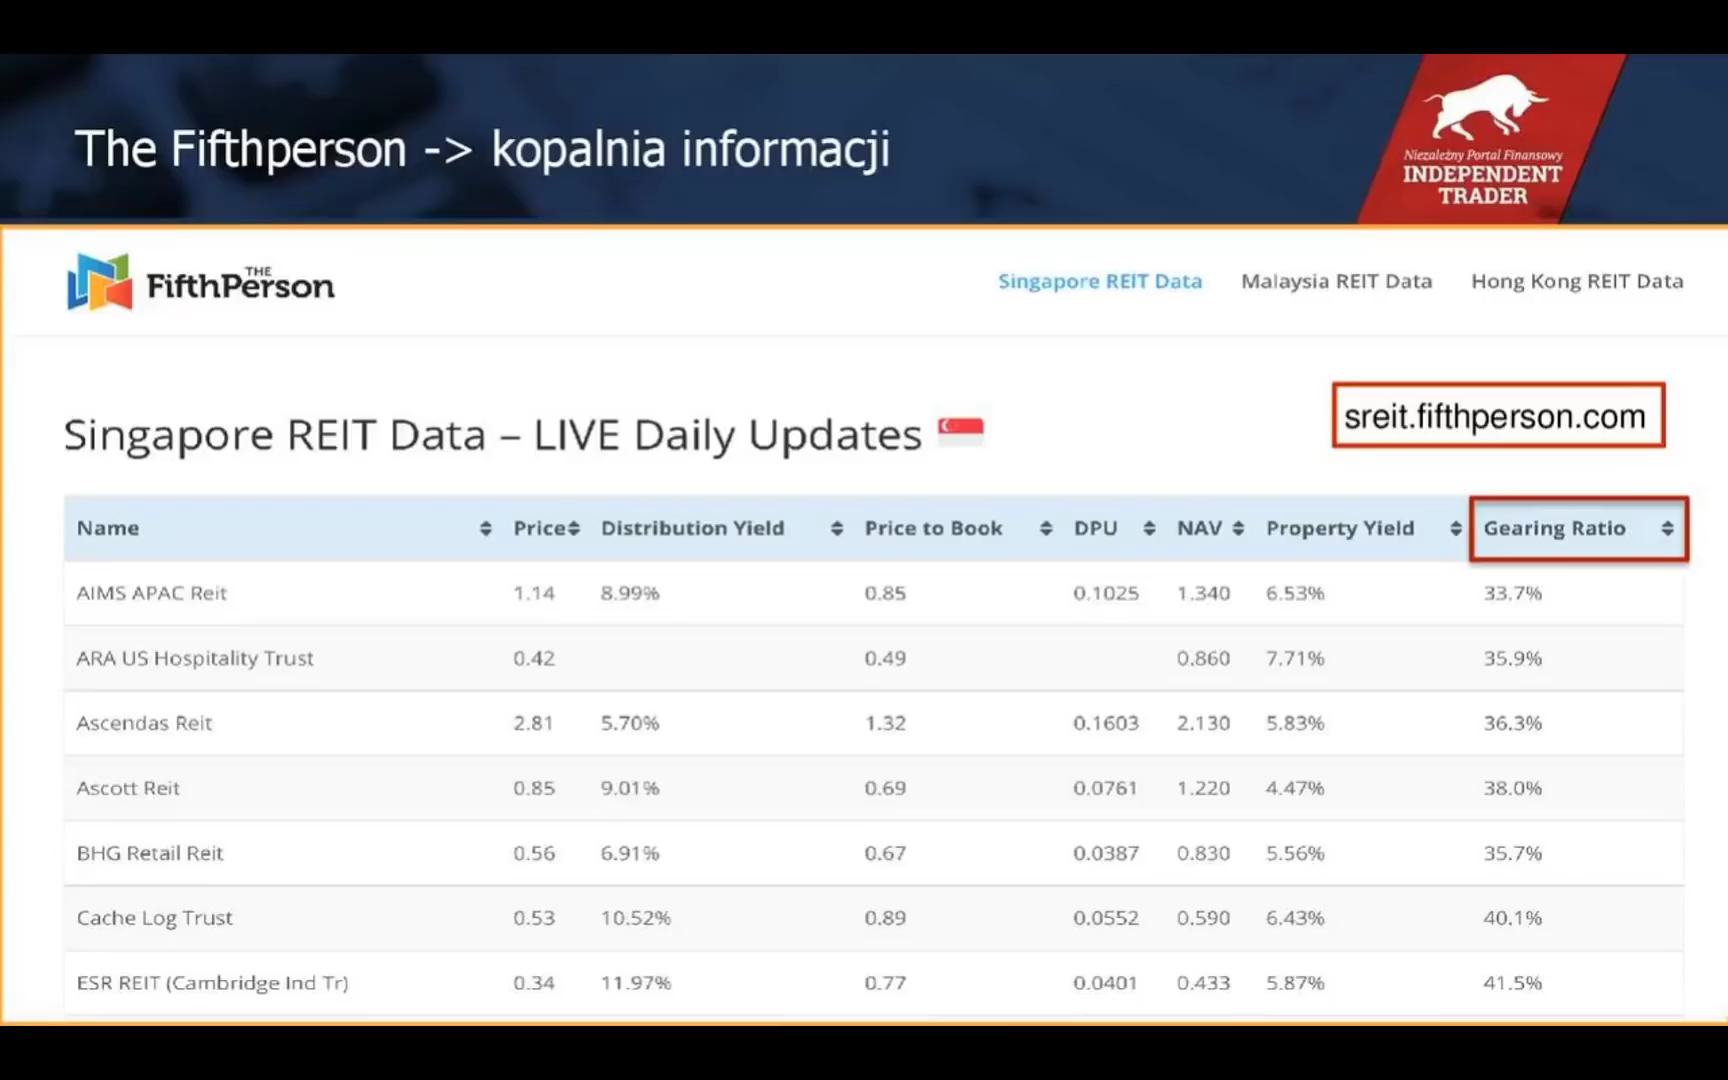 The Fifthperson -> kopalnia informacji
Niezależny Portal Finansowy
INDEPENDENT
TRADER
THE
FifthPerson
Singapore REIT Data Malaysia REIT Data Hong Kong REIT Data
sreit.fifthperson.com
Singapore REIT Data – LIVE Daily Updates
Name Price Distribution Yield Price to Book DPU NAV Property Yield Gearing Ratio
AIMS APAC Reit 1.14 8.99% 0.85 0.1025 1.340 6.53% 33.7%
ARA US Hospitality Trust 0.42 0.49 0.860 7.71% 35.9%
Ascendas Reit 2.81 5.70% 1.32 0.1603 2.130 5.83% 36.3%
Ascott Reit 0.85 9.01% 0.69 0.0761 1.220 4.47% 38.0%
BHG Retail Reit 0.56 6.91% 0.67 0.0387 0.830 5.56% 35.7%
Cache Log Trust 0.53 10.52% 0.89 0.0552 0.590 6.43% 40.1%
ESR REIT (Cambridge Ind Tr) 0.34 11.97% 0.77 0.0401 0.433 5.87% 41.5%